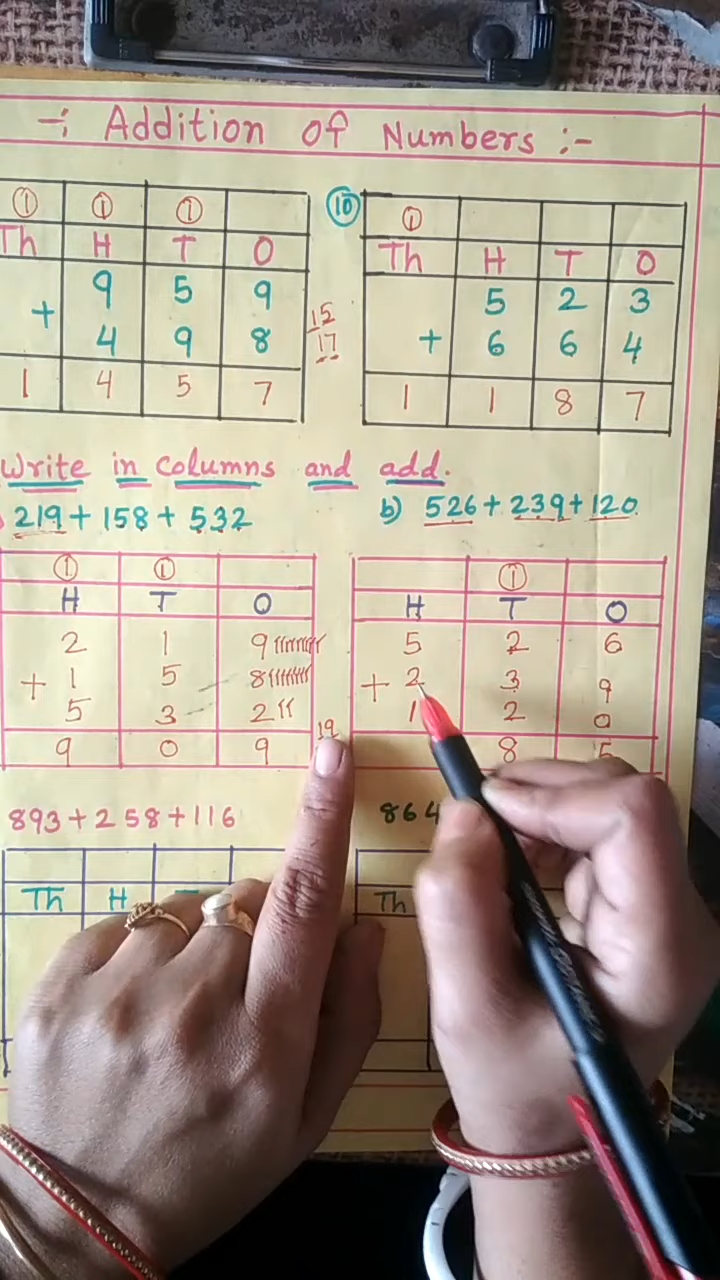 -: Addition of Numbers :-
① ① ①
Th H T O
9 5 9
+ 4 9 8
1 4 5 7
15
17
10
①
Th H T O
5 2 3
+ 6 6 4
1 1 8 7
Write in columns and add.
219 + 158 + 532
① ①
H T O
2 1 9
+ 1 5 8
5 3 2
9 0 9
19
b) 526 + 239 + 120
①
H T O
5 2 6
+ 2 3 9
1 2 0
8 5
893 + 258 + 116
Th H
864
Th